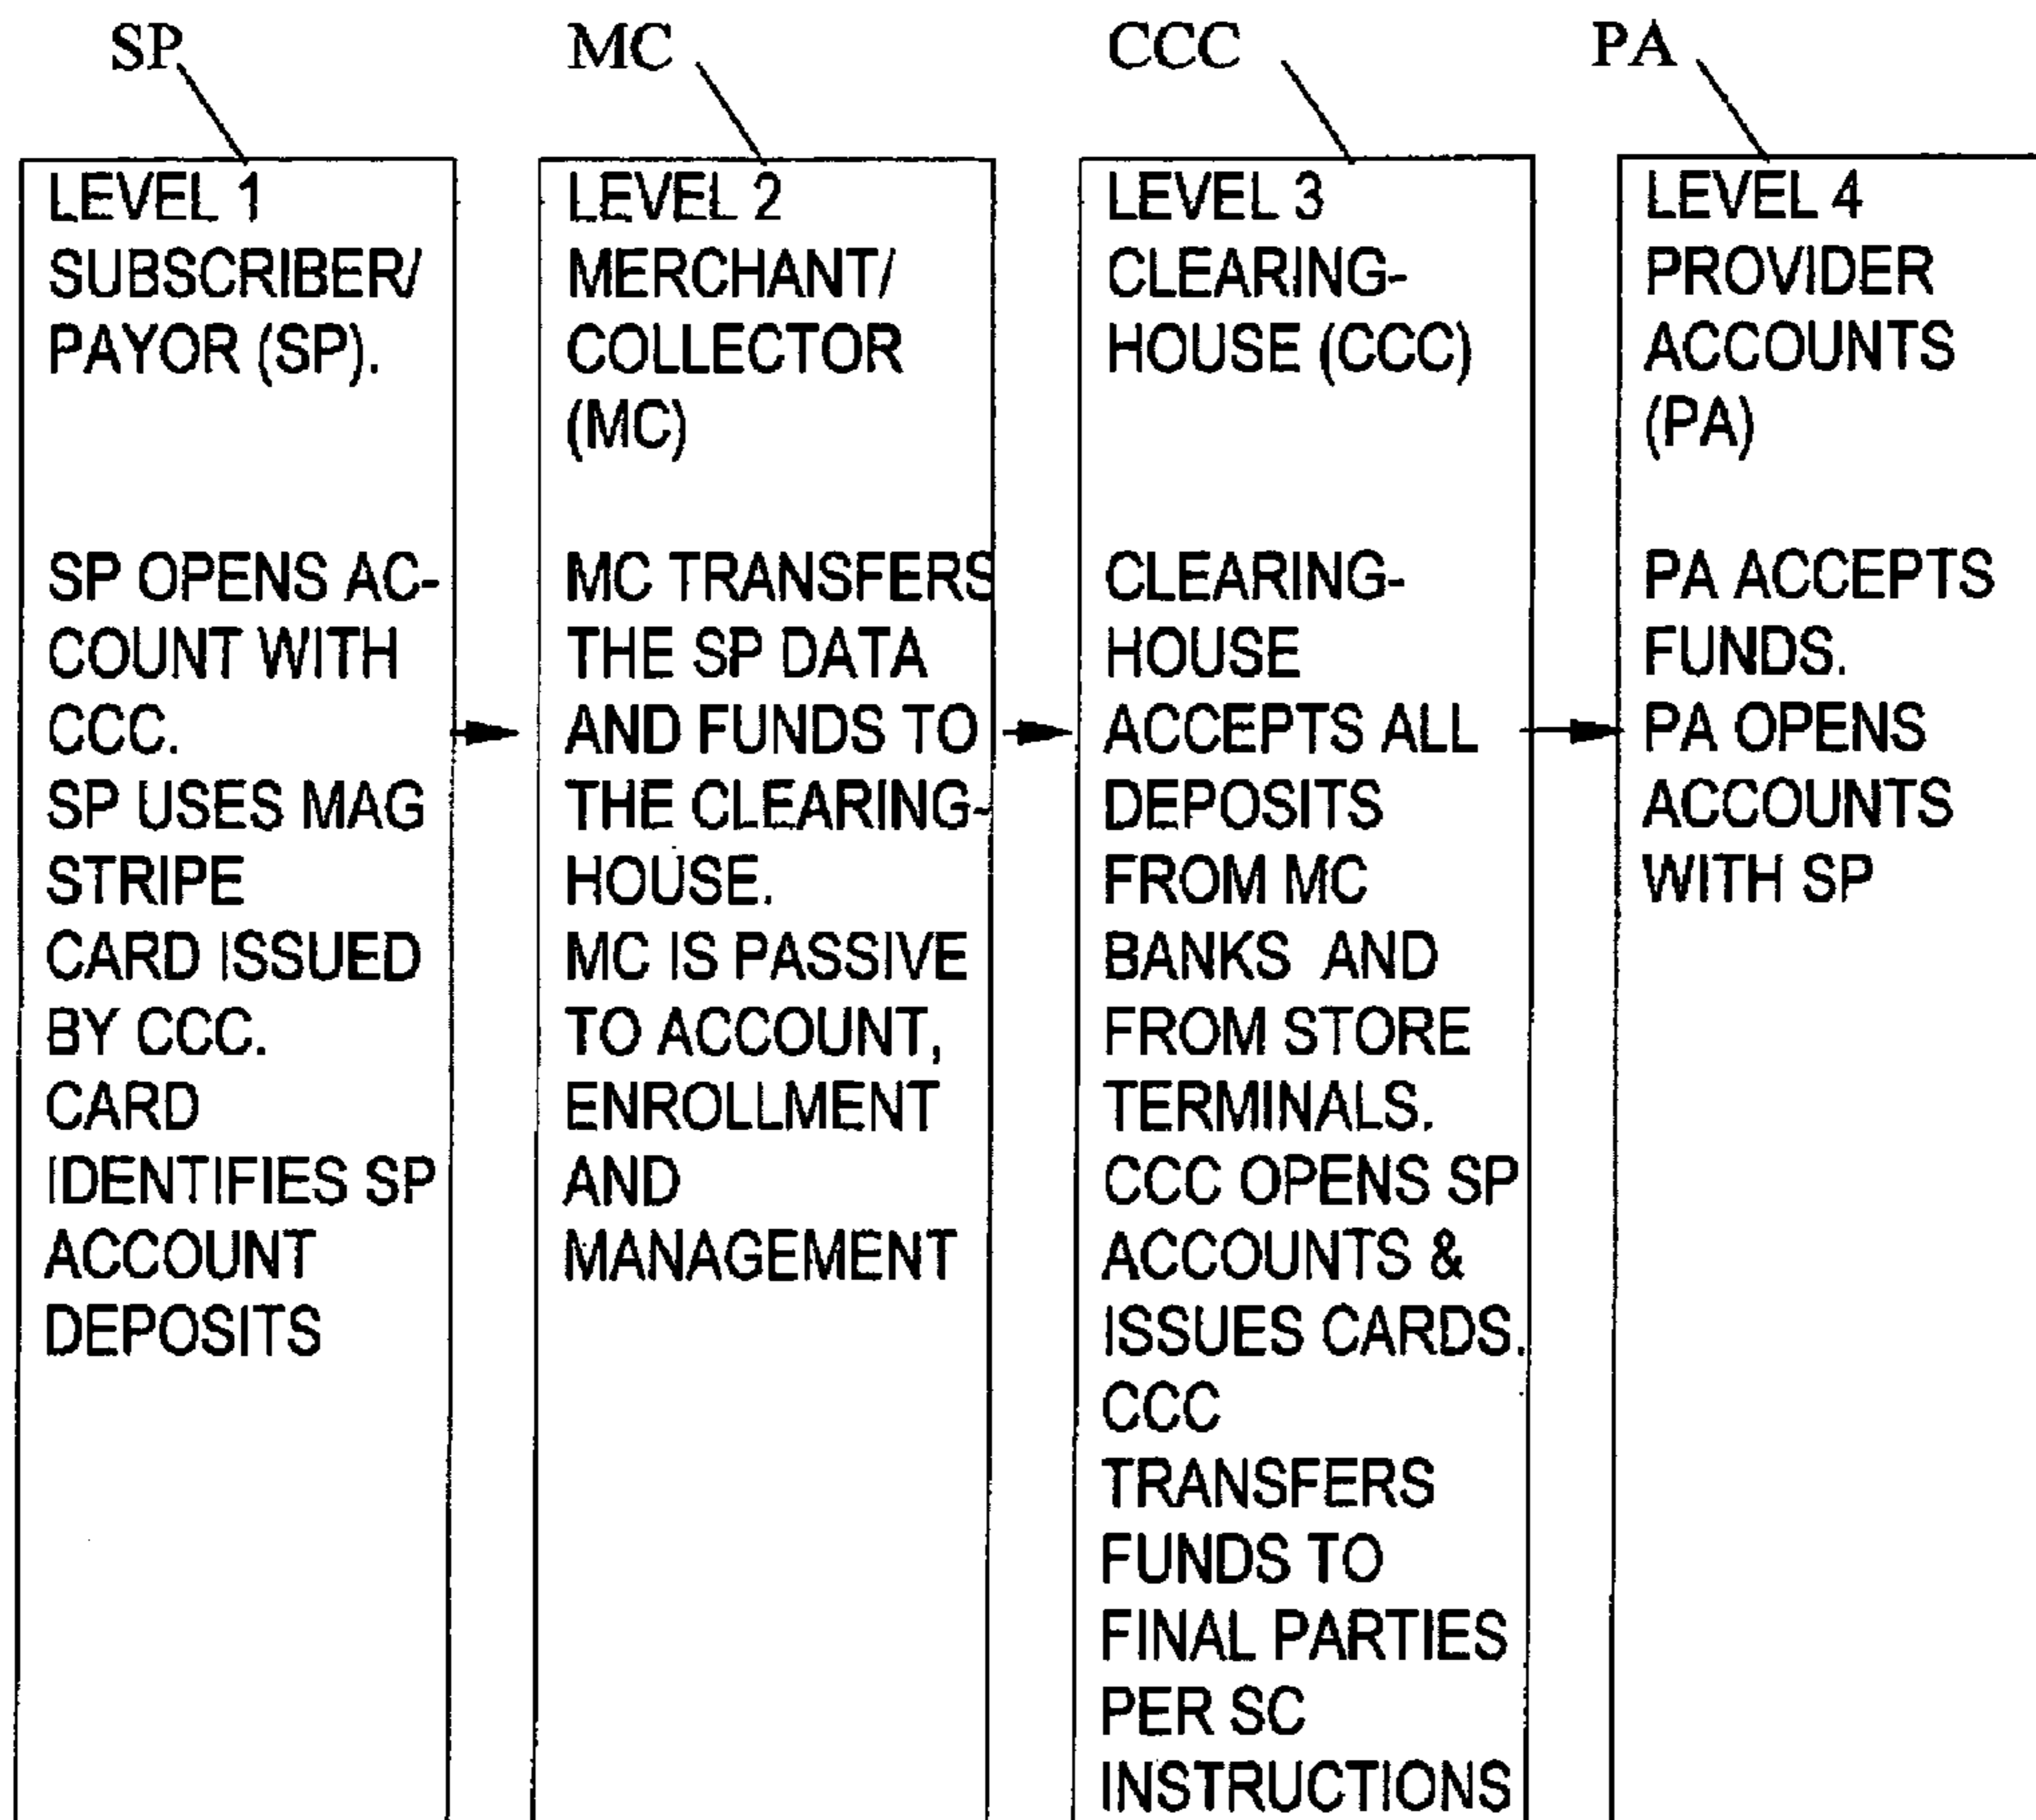 SP
MC
CCC
PA
LEVEL 1
SUBSCRIBER/
PAYOR (SP).
SP OPENS AC-
COUNT WITH
CCC.
SP USES MAG
STRIPE
CARD ISSUED
BY CCC.
CARD
IDENTIFIES SP
ACCOUNT
DEPOSITS
LEVEL 2
MERCHANT/
COLLECTOR
(MC)
MC TRANSFERS
THE SP DATA
AND FUNDS TO
THE CLEARING-
HOUSE.
MC IS PASSIVE
TO ACCOUNT,
ENROLLMENT
AND
MANAGEMENT
LEVEL 3
CLEARING-
HOUSE (CCC)
CLEARING-
HOUSE
ACCEPTS ALL
DEPOSITS
FROM MC
BANKS AND
FROM STORE
TERMINALS.
CCC OPENS SP
ACCOUNTS &
ISSUES CARDS.
CCC
TRANSFERS
FUNDS TO
FINAL PARTIES
PER SC
INSTRUCTIONS
LEVEL 4
PROVIDER
ACCOUNTS
(PA)
PA ACCEPTS
FUNDS.
PA OPENS
ACCOUNTS
WITH SP